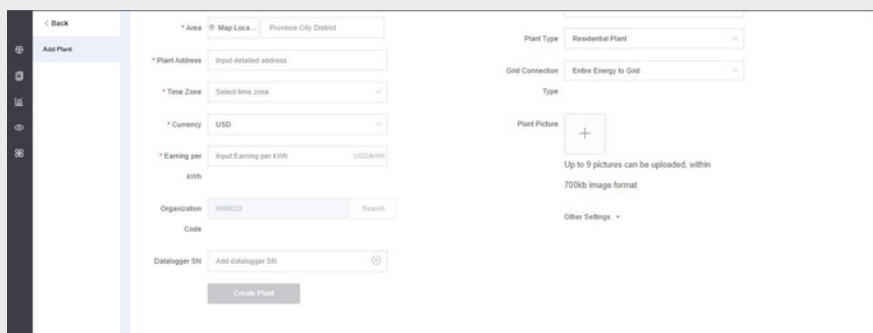 < Back
Add Plant
* Area
Map Loca...
Province City District
* Plant Address
Input detailed address
* Time Zone
Select time zone
* Currency
USD
* Earning per
kWh
Input Earning per kWh
USD/kWh
Organization
Code
Search
Datalogger SN
Add datalogger SN
Create Plant
Plant Type
Residential Plant
Grid Connection
Type
Entire Energy to Grid
Plant Picture
Up to 9 pictures can be uploaded, within
700kb image format
Other Settings